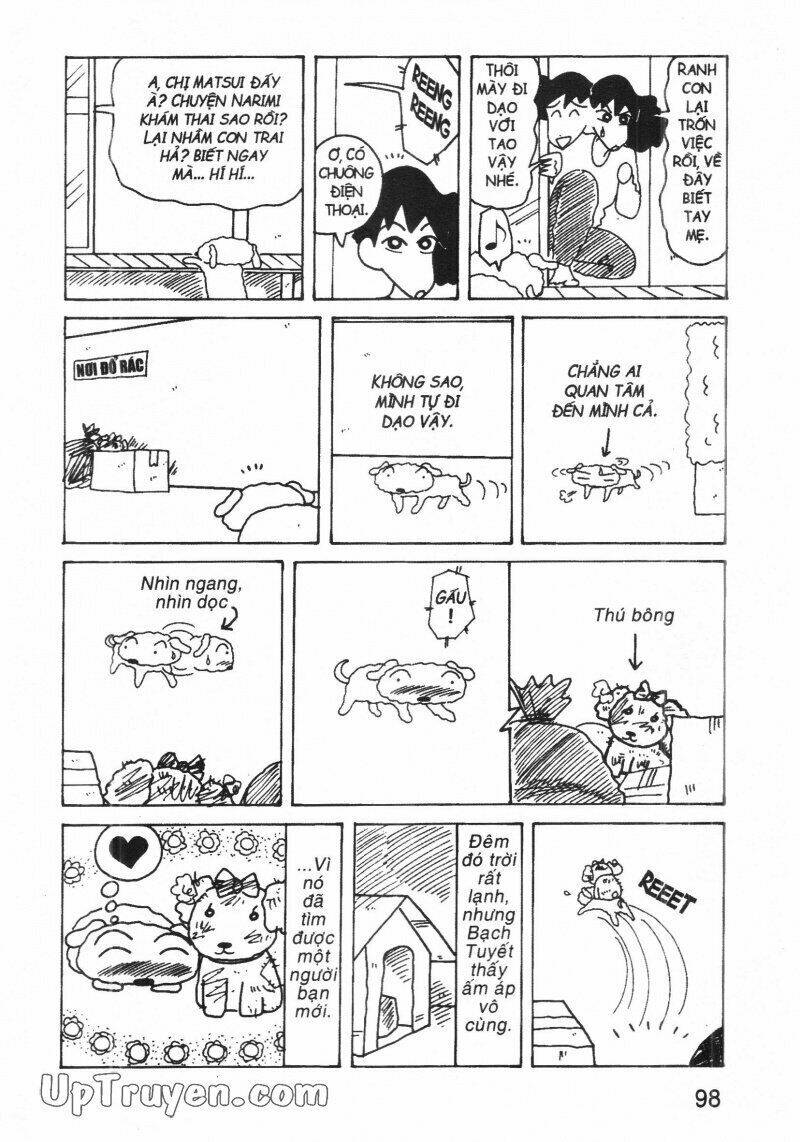 RANH
CON
LẠI
TRỐN
VIỆC
RỒI, VỀ
ĐÂY
BIẾT
TAY
MẸ.
THÔI
MÀY ĐI
DẠO
VỚI
TAO
VẬY
NHÉ.
REENG
REENG
Ơ, CÓ
CHUÔNG
ĐIỆN
THOẠI.
A, CHỊ MATSUI ĐẤY
À? CHUYỆN NARIMI
KHÁM THAI SAO RỒI?
LẠI NHẦM CON TRAI
HẢ? BIẾT NGAY
MÀ... HÍ HÍ...
CHẲNG AI
QUAN TÂM
ĐẾN MÌNH CẢ.
KHÔNG SAO,
MÌNH TỰ ĐI
DẠO VẬY.
NƠI ĐỔ RÁC
Thú bông
GẤU
!
Nhìn ngang,
nhìn dọc
REEET
Đêm
đó trời
rất
lạnh,
nhưng
Bạch
Tuyết
thấy
ấm áp
vô
cùng.
...Vì
nó
đã
tìm
được
một
người
bạn
mới.
UpTruyen.com
98